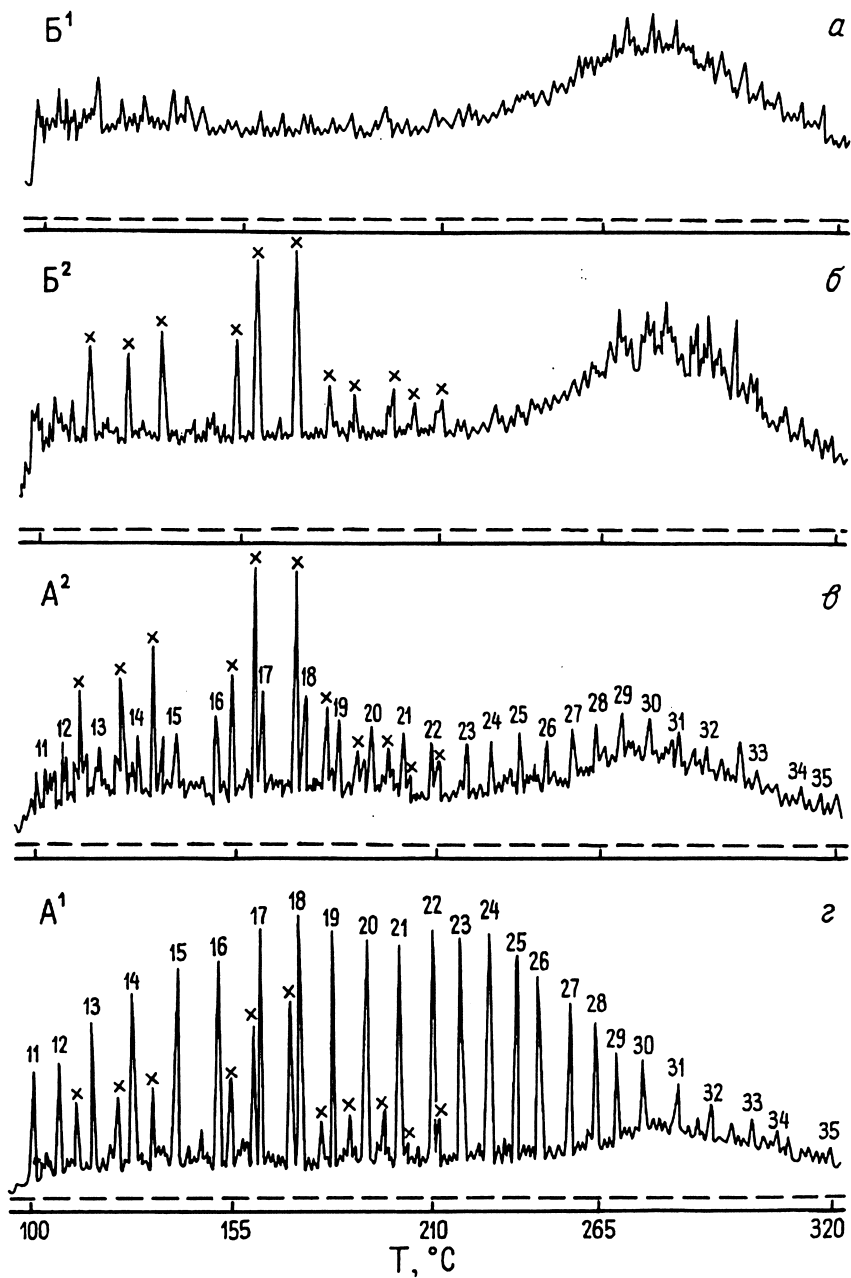 Б¹ а
Б² б
× × × × × × × × × × ×
А² в
11 12 × 13 × 14 × 15 16 × × 17 × 18 × 19 × 20 × 21 × 22 × 23 24 25 26 27 28 29 30 31 32 33 34 35
А¹ г
11 12 × 13 × 14 × 15 16 × × 17 × 18 × 19 × 20 × 21 × 22 × 23 24 25 26 27 28 29 30 31 32 33 34 35
100 155 210 265 320
T, °C